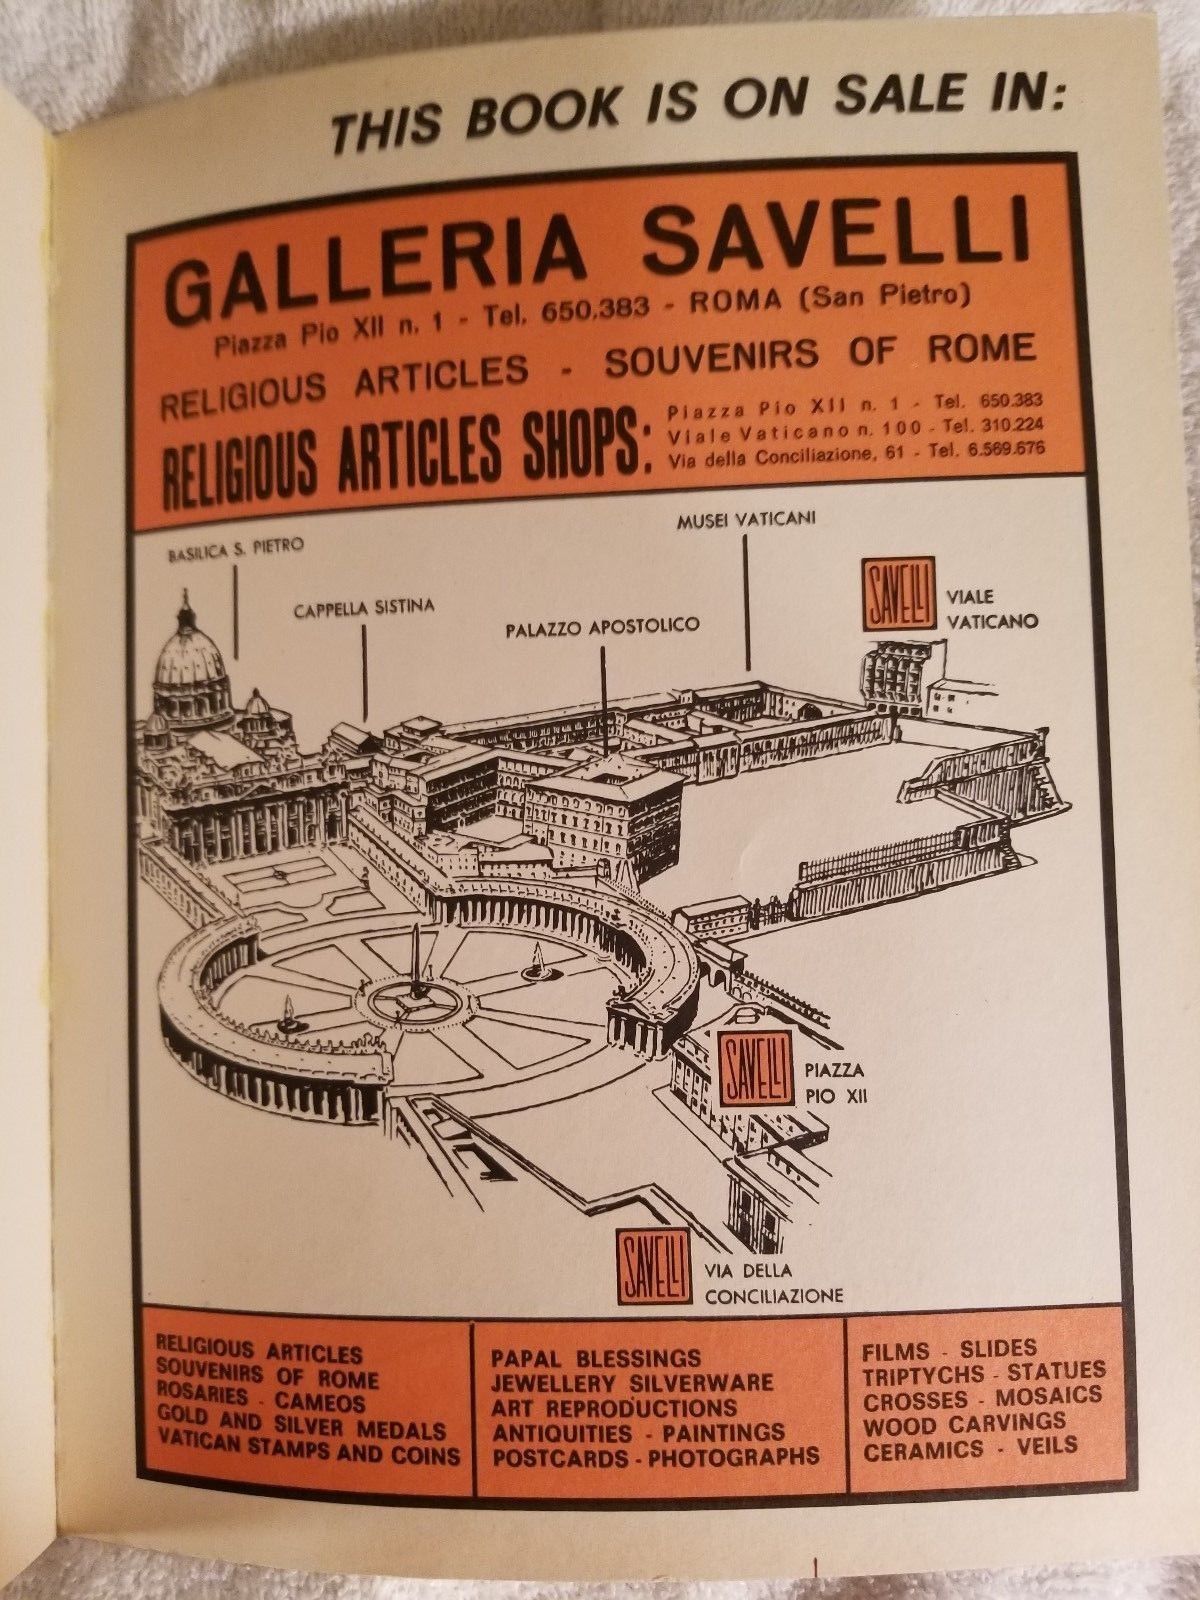 THIS BOOK IS ON SALE IN:
GALLERIA SAVELLI
Piazza Pio XII n. 1 - Tel. 650.383 - ROMA (San Pietro)
RELIGIOUS ARTICLES - SOUVENIRS OF ROME
RELIGIOUS ARTICLES SHOPS:
Piazza Pio XII n. 1 - Tel. 650.383
Viale Vaticano n. 100 - Tel. 310.224
Via della Conciliazione, 61 - Tel. 6.569.676
MUSEI VATICANI
BASILICA S. PIETRO
CAPPELLA SISTINA
PALAZZO APOSTOLICO
SAVELLI
VIALE
VATICANO
SAVELLI
PIAZZA
PIO XII
SAVELLI
VIA DELLA
CONCILIAZIONE
RELIGIOUS ARTICLES
SOUVENIRS OF ROME
ROSARIES - CAMEOS
GOLD AND SILVER MEDALS
VATICAN STAMPS AND COINS
PAPAL BLESSINGS
JEWELLERY SILVERWARE
ART REPRODUCTIONS
ANTIQUITIES - PAINTINGS
POSTCARDS - PHOTOGRAPHS
FILMS - SLIDES
TRIPTYCHS - STATUES
CROSSES - MOSAICS
WOOD CARVINGS
CERAMICS - VEILS